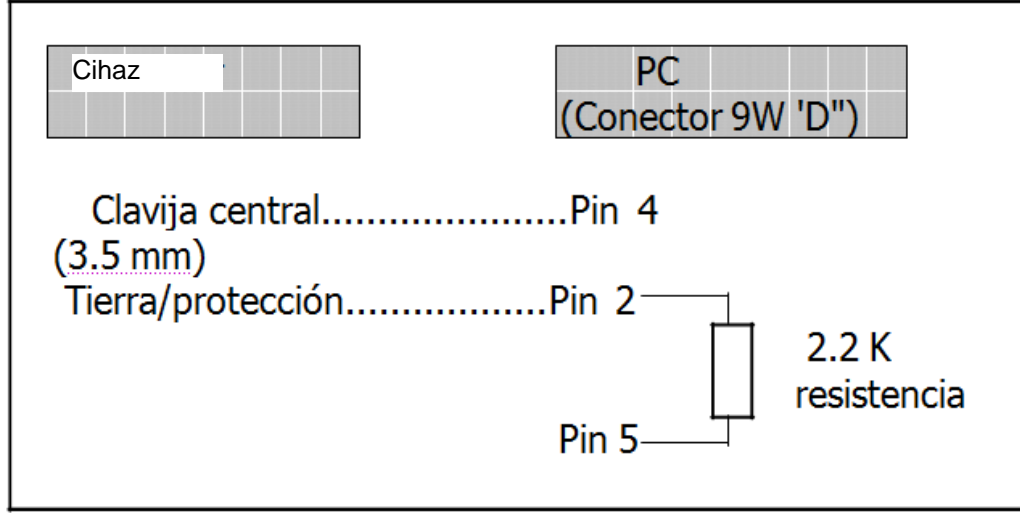 Cihaz
PC
(Conector 9W 'D")
Clavija central......................Pin 4
(3.5 mm)
Tierra/protección..................Pin 2
2.2 K
resistencia
Pin 5